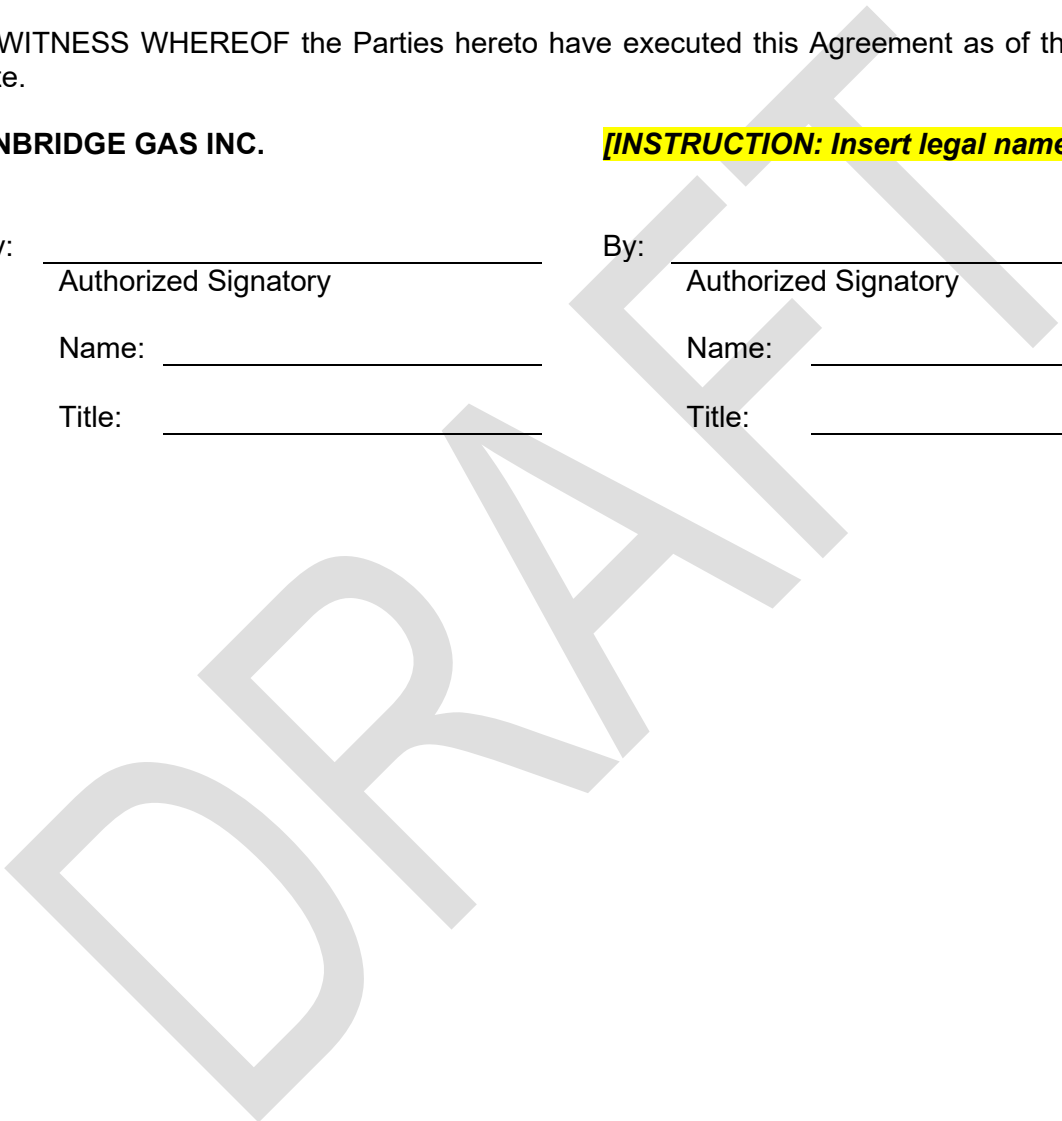 WITNESS WHEREOF the Parties hereto have executed this Agreement as of th
te.
NBRIDGE GAS INC. [INSTRUCTION: Insert legal name
y: By:
Authorized Signatory Authorized Signatory
Name: Name:
Title: Title:
DRAFT